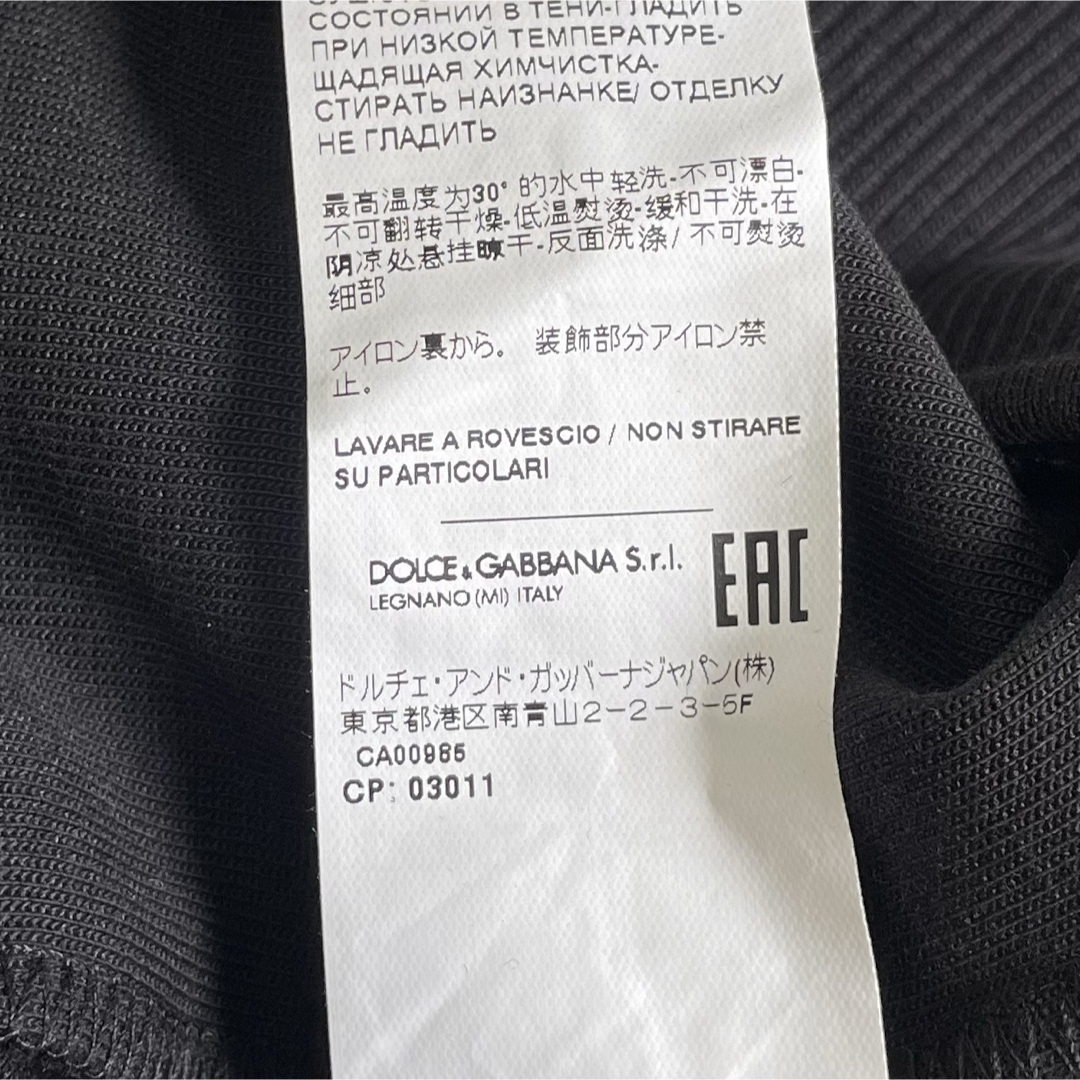 СОСТОЯНИИ В ТЕНИ-ГЛАДИТЬ
ПРИ НИЗКОЙ ТЕМПЕРАТУРЕ-
ЩАДЯЩАЯ ХИМЧИСТКА-
СТИРАТЬ НАИЗНАНКЕ/ ОТДЕЛКУ
НЕ ГЛАДИТЬ
最高温度为30°的水中轻洗-不可漂白-
不可翻转干燥-低温熨烫-缓和干洗-在
阴凉处悬挂晾干-反面洗涤/不可熨烫
细部
アイロン裏から。 装飾部分アイロン禁
止。
LAVARE A ROVESCIO / NON STIRARE
SU PARTICOLARI
DOLCE & GABBANA S.r.l.
LEGNANO (MI) ITALY
EAC
ドルチェ・アンド・ガッバーナジャパン(株)
東京都港区南青山2-2-3-5F
CA00985
CP: 03011